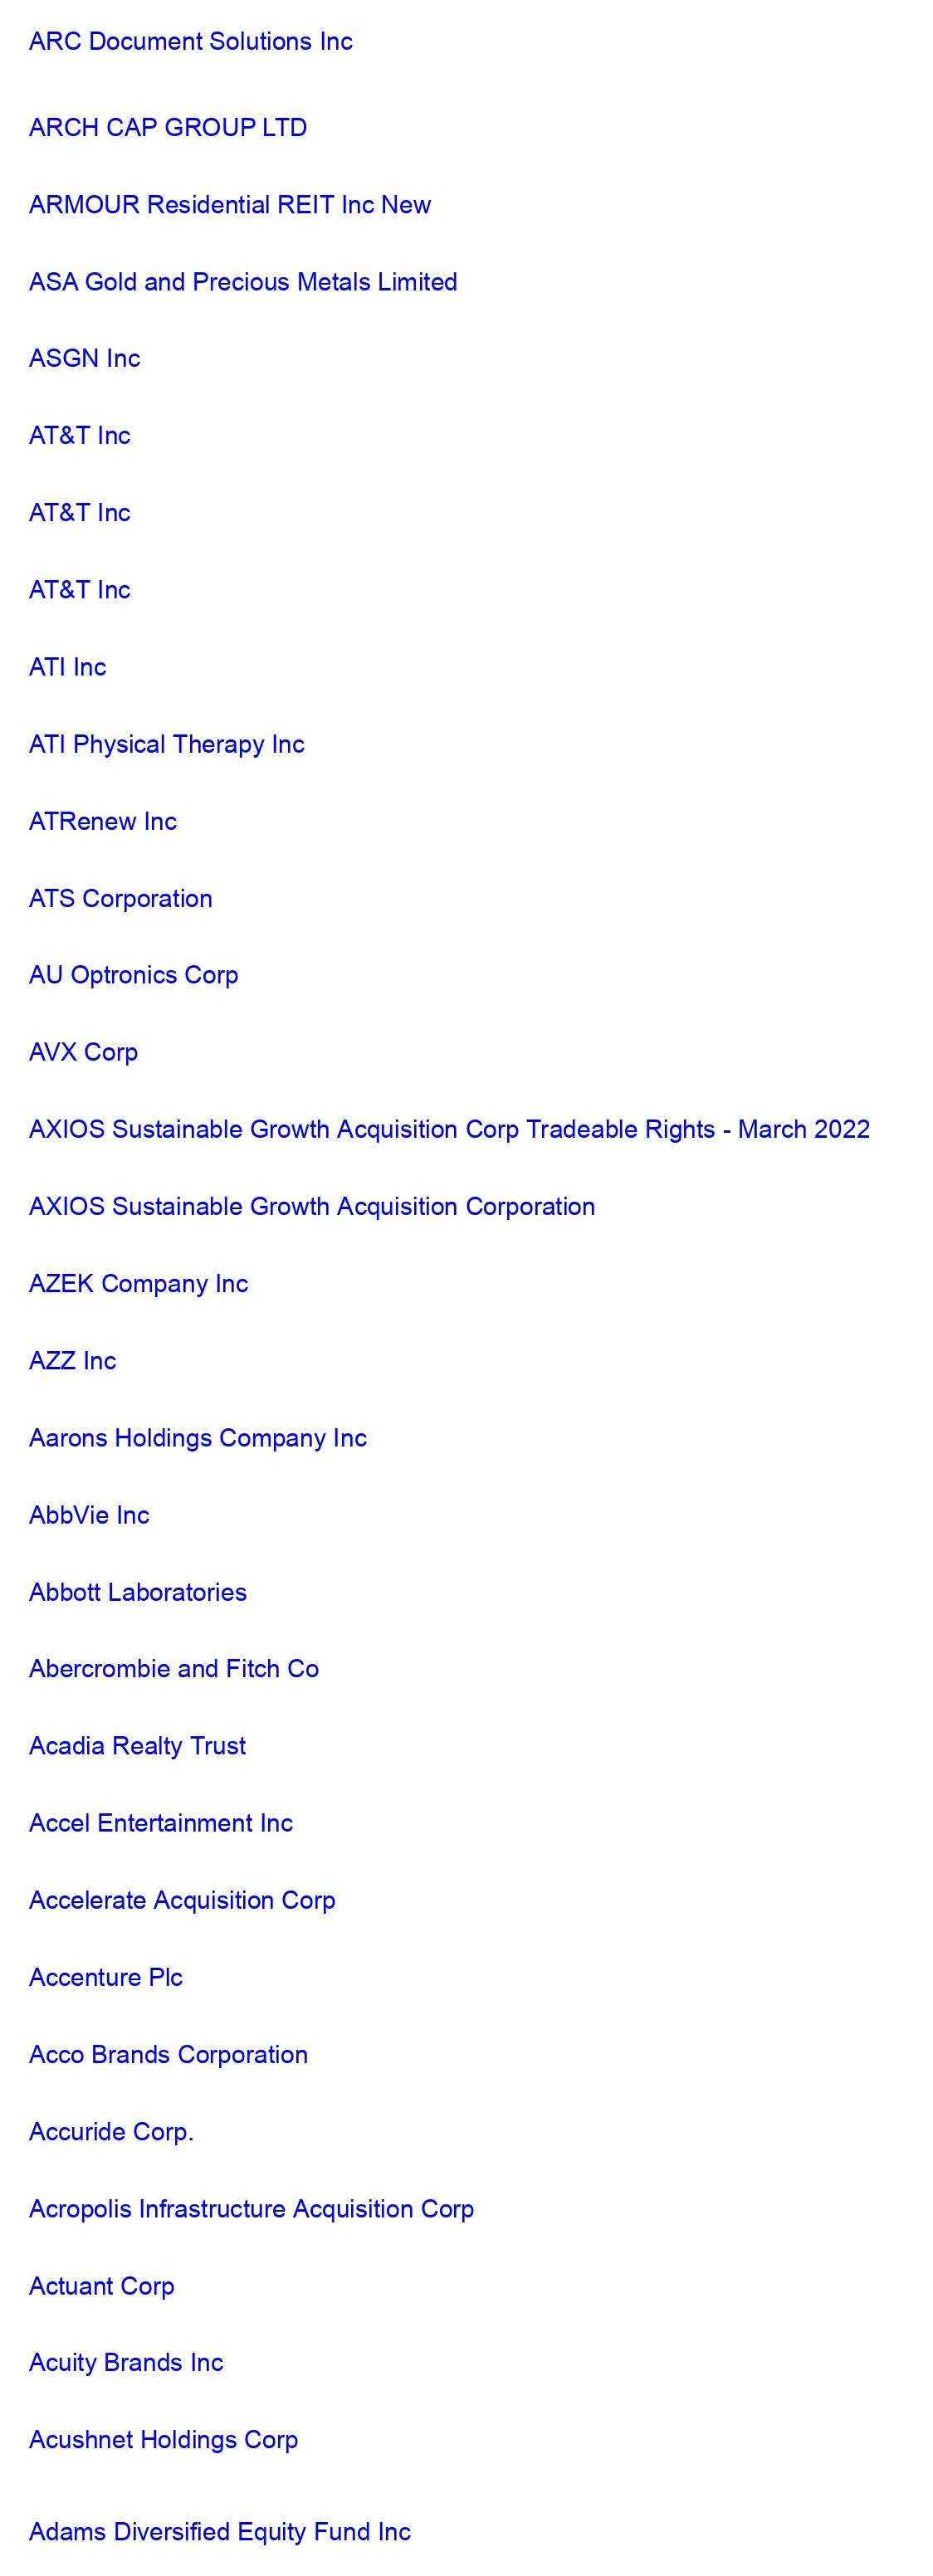 ARC Document Solutions Inc
ARCH CAP GROUP LTD
ARMOUR Residential REIT Inc New
ASA Gold and Precious Metals Limited
ASGN Inc
AT&T Inc
AT&T Inc
AT&T Inc
ATI Inc
ATI Physical Therapy Inc
ATRenew Inc
ATS Corporation
AU Optronics Corp
AVX Corp
AXIOS Sustainable Growth Acquisition Corp Tradeable Rights - March 2022
AXIOS Sustainable Growth Acquisition Corporation
AZEK Company Inc
AZZ Inc
Aarons Holdings Company Inc
AbbVie Inc
Abbott Laboratories
Abercrombie and Fitch Co
Acadia Realty Trust
Accel Entertainment Inc
Accelerate Acquisition Corp
Accenture Plc
Acco Brands Corporation
Accuride Corp.
Acropolis Infrastructure Acquisition Corp
Actuant Corp
Acuity Brands Inc
Acushnet Holdings Corp
Adams Diversified Equity Fund Inc